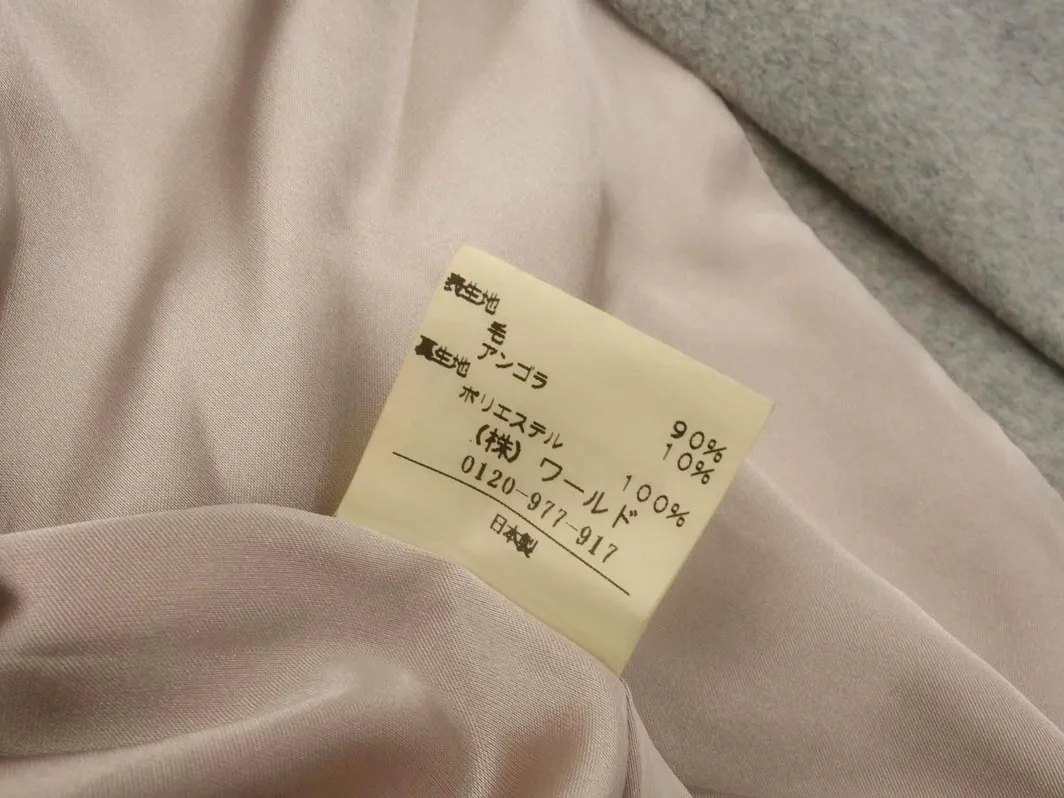 表生地
毛 90%
アンゴラ 10%
裏生地
ポリエステル 100%
(株)ワールド
0120-977-917
日本製